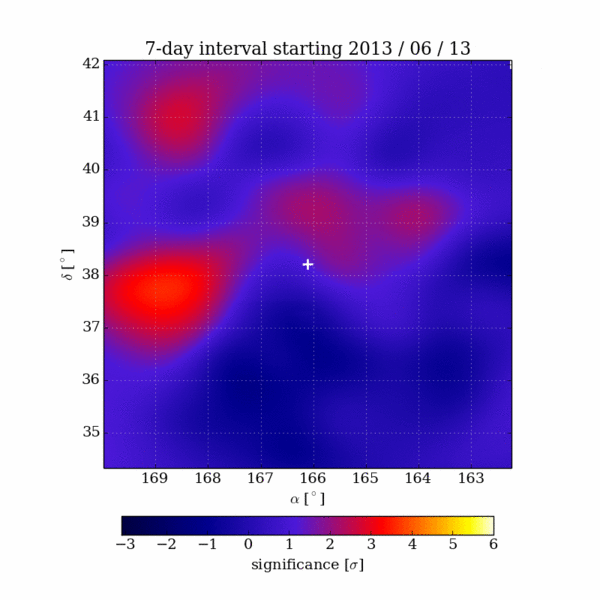 7-day interval starting 2013 / 06 / 13
42
41
40
39
38
37
36
35
δ [°]
169 168 167 166 165 164 163
α [°]
−3 −2 −1 0 1 2 3 4 5 6
significance [σ]